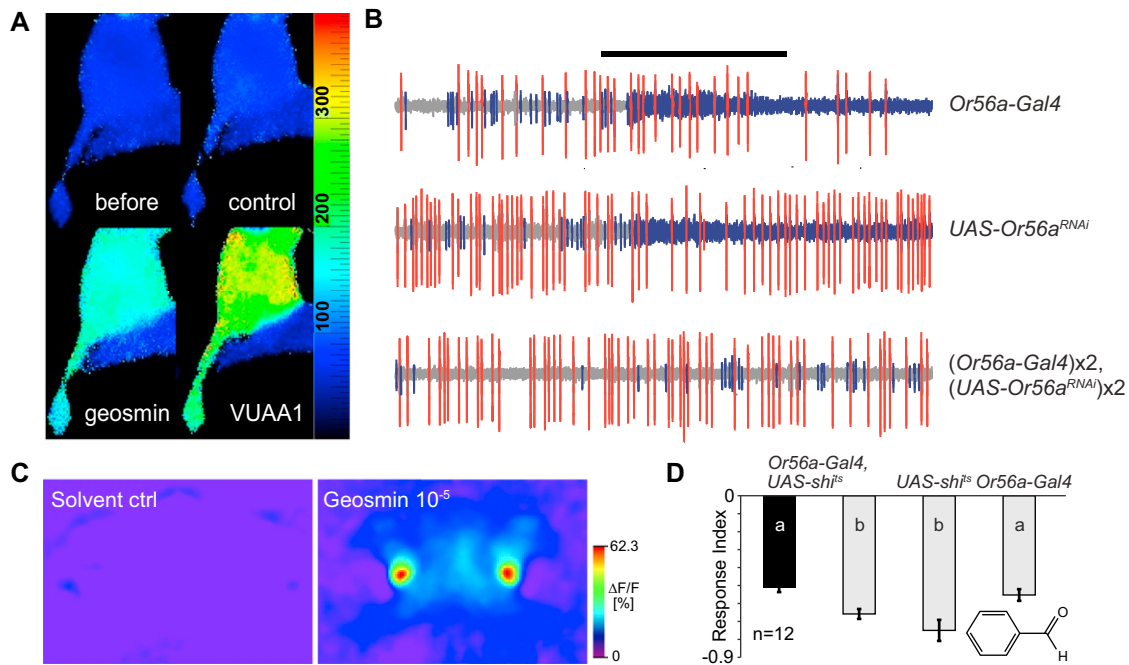 A
before
control
geosmin
VUAA1
300
200
100
B
Or56a-Gal4
UAS-Or56a^RNAi
(Or56a-Gal4)x2,
(UAS-Or56a^RNAi)x2
C
Solvent ctrl
Geosmin 10⁻⁵
62.3
ΔF/F
[%]
0
D
Or56a-Gal4,
UAS-shi^ts
UAS-shi^ts Or56a-Gal4
Response Index
0
-0.9
a
b
b
a
n=12
O
H